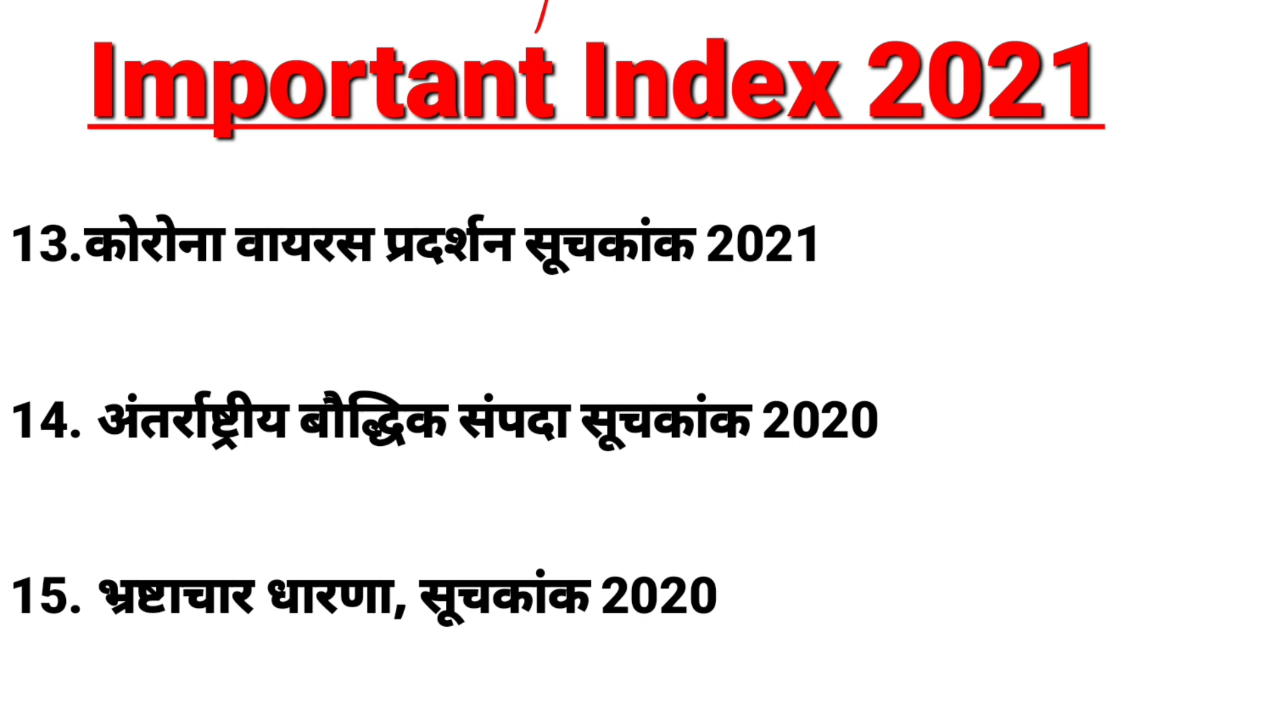 Important Index 2021
13.कोरोना वायरस प्रदर्शन सूचकांक 2021
14. अंतर्राष्ट्रीय बौद्धिक संपदा सूचकांक 2020
15. भ्रष्टाचार धारणा, सूचकांक 2020